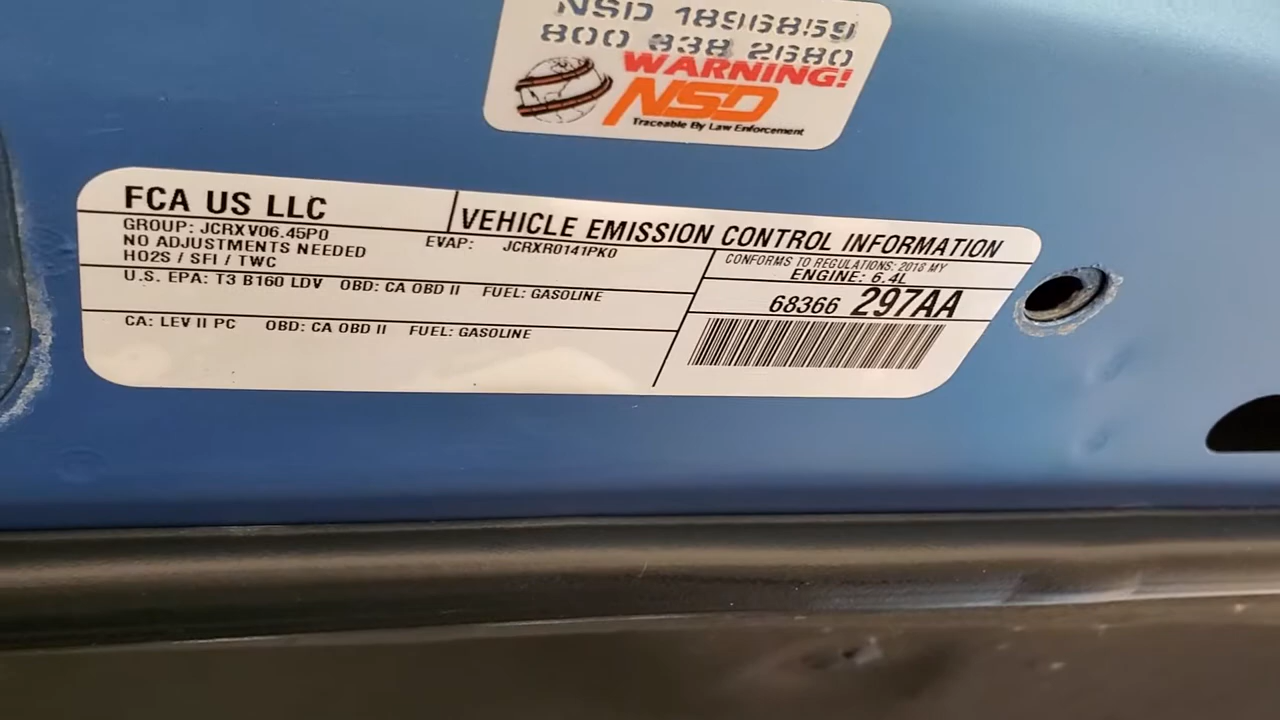 NSD 1896859
800 838 2680
WARNING!
NSD
Traceable By Law Enforcement
FCA US LLC
VEHICLE EMISSION CONTROL INFORMATION
GROUP: JCRXV06.45P0
EVAP: JCRXR0141PK0
NO ADJUSTMENTS NEEDED
HO2S / SFI / TWC
CONFORMS TO REGULATIONS: 2018 MY
ENGINE: 6.4L
U.S. EPA: T3 B160 LDV OBD: CA OBD II FUEL: GASOLINE
68366 297AA
CA: LEV II PC OBD: CA OBD II FUEL: GASOLINE